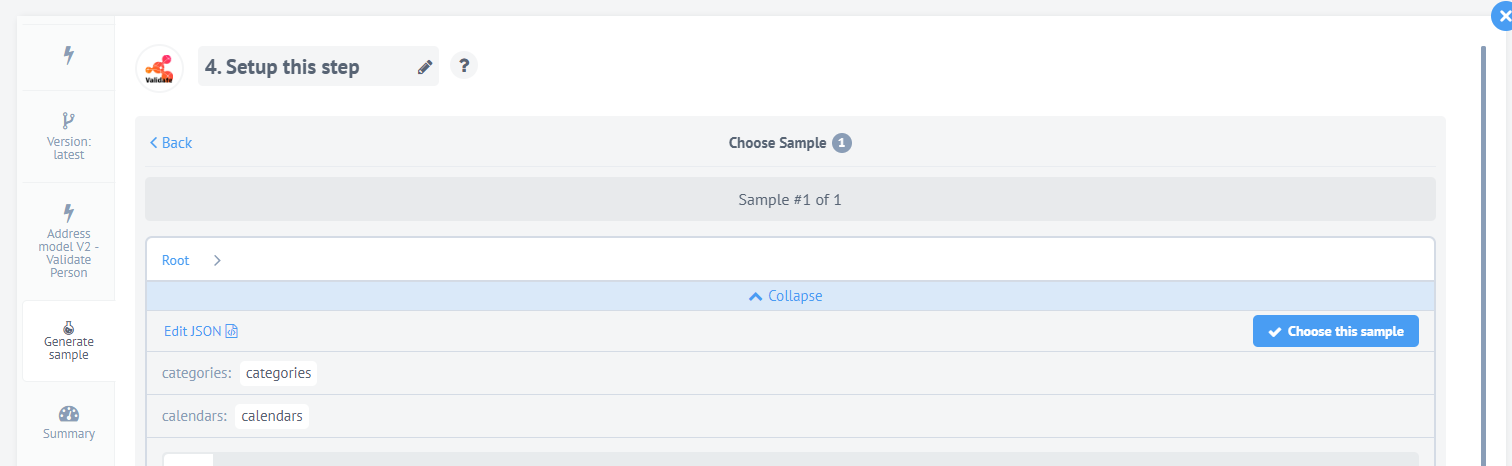 4. Setup this step
?
Validate
Version:
latest
Address
model V2 -
Validate
Person
Generate
sample
Summary
Back
Choose Sample 1
Sample #1 of 1
Root
Collapse
Edit JSON
Choose this sample
categories: categories
calendars: calendars